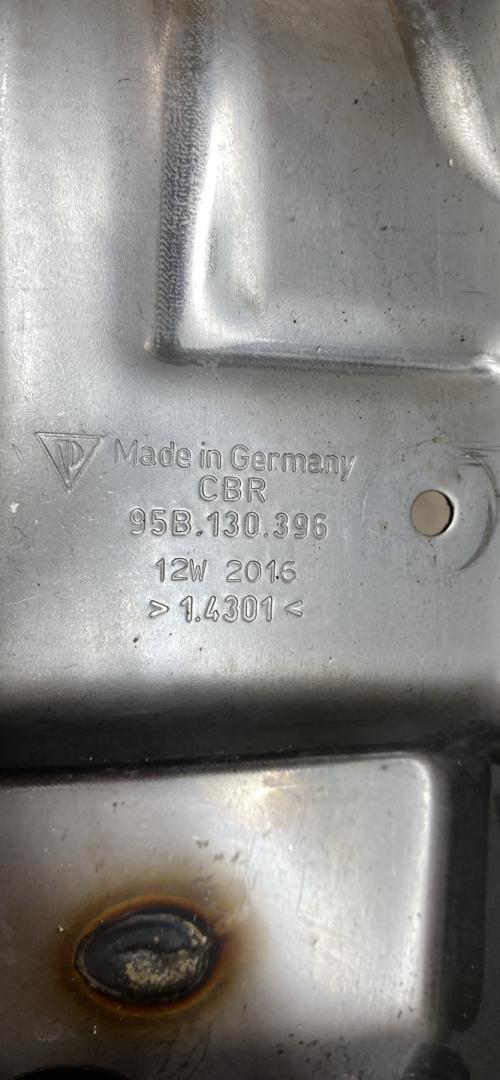 Made in Germany
CBR
95B.130.396
12W 2016
>1.4301<